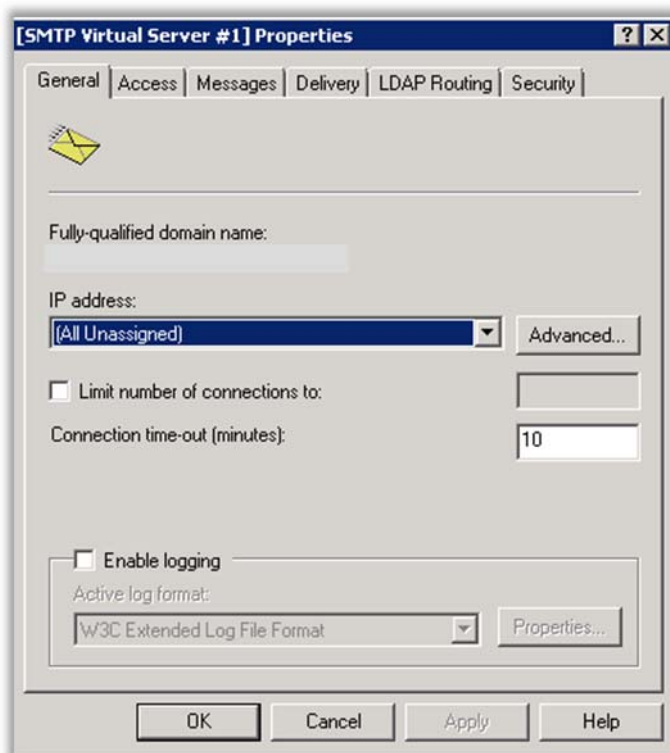 [SMTP Virtual Server #1] Properties
General Access Messages Delivery LDAP Routing Security
Fully-qualified domain name:
IP address:
(All Unassigned)
Advanced...
Limit number of connections to:
Connection time-out (minutes):
10
Enable logging
Active log format:
W3C Extended Log File Format
Properties...
OK Cancel Apply Help